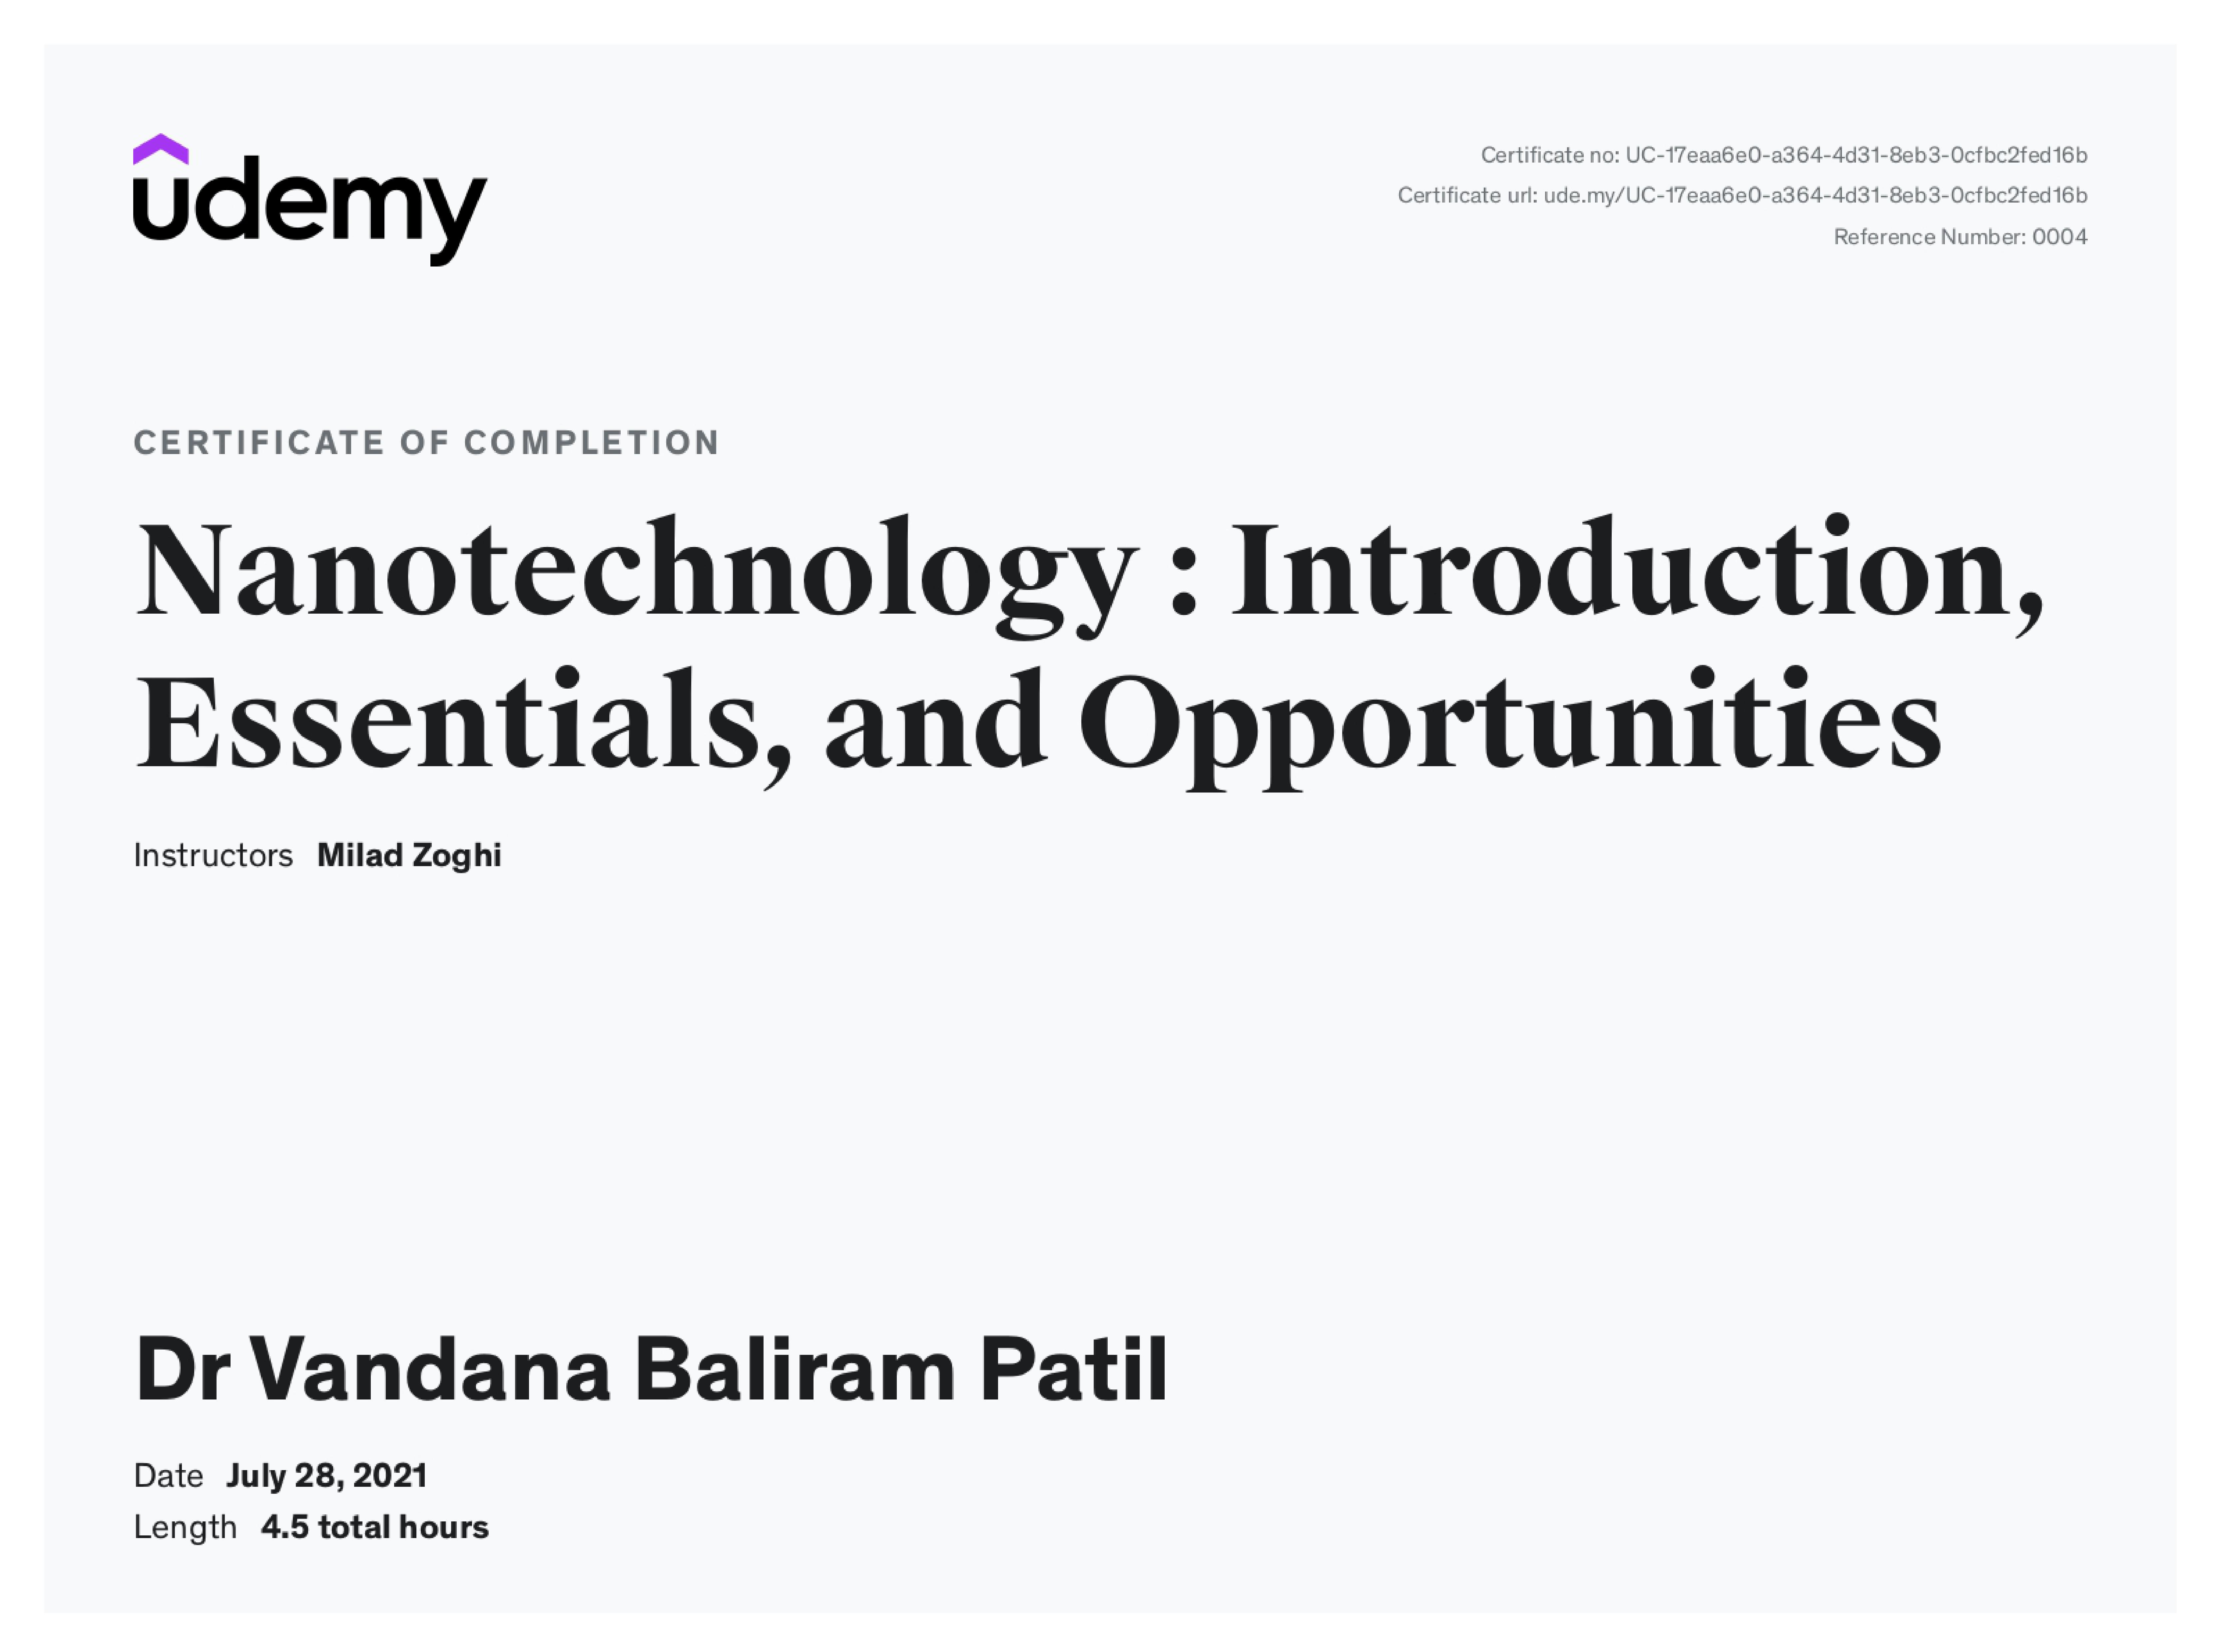 udemy
Certificate no: UC-17eaa6e0-a364-4d31-8eb3-0cfbc2fed16b
Certificate url: ude.my/UC-17eaa6e0-a364-4d31-8eb3-0cfbc2fed16b
Reference Number: 0004
CERTIFICATE OF COMPLETION
Nanotechnology : Introduction,
Essentials, and Opportunities
Instructors Milad Zoghi
Dr Vandana Baliram Patil
Date July 28, 2021
Length 4.5 total hours